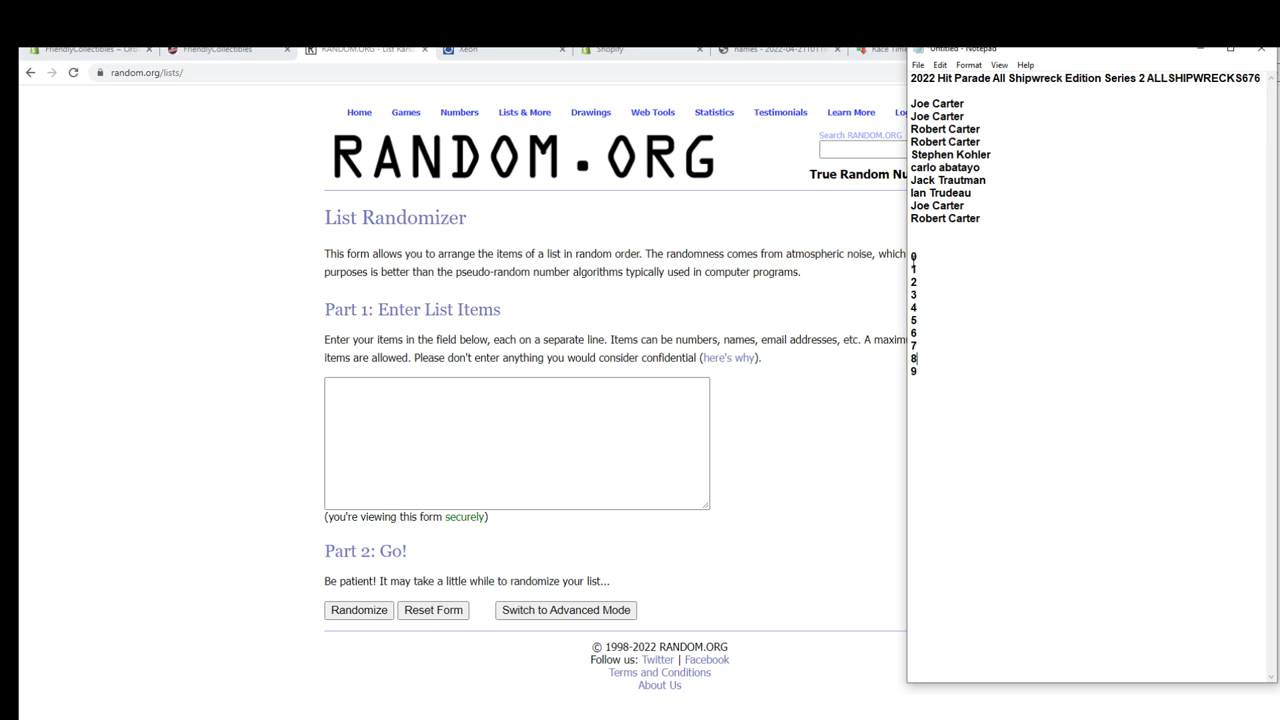 FriendlyCollectibles – Ord
FriendlyCollectibles
RANDOM.ORG - List Rand
Xeon
Shopify
names - 2022-04-21T011
Race Time
Untitled - Notepad
random.org/lists/
File Edit Format View Help
Home Games Numbers Lists & More Drawings Web Tools Statistics Testimonials Learn More Lo
Search RANDOM.ORG
RANDOM.ORG
True Random Nu
List Randomizer
This form allows you to arrange the items of a list in random order. The randomness comes from atmospheric noise, which
purposes is better than the pseudo-random number algorithms typically used in computer programs.
Part 1: Enter List Items
Enter your items in the field below, each on a separate line. Items can be numbers, names, email addresses, etc. A maximu
items are allowed. Please don't enter anything you would consider confidential (here's why).
(you're viewing this form securely)
Part 2: Go!
Be patient! It may take a little while to randomize your list...
Randomize Reset Form Switch to Advanced Mode
© 1998-2022 RANDOM.ORG
Follow us: Twitter | Facebook
Terms and Conditions
About Us
2022 Hit Parade All Shipwreck Edition Series 2 ALLSHIPWRECKS676
Joe Carter
Joe Carter
Robert Carter
Robert Carter
Stephen Kohler
carlo abatayo
Jack Trautman
Ian Trudeau
Joe Carter
Robert Carter
0
1
2
3
4
5
6
7
8
9